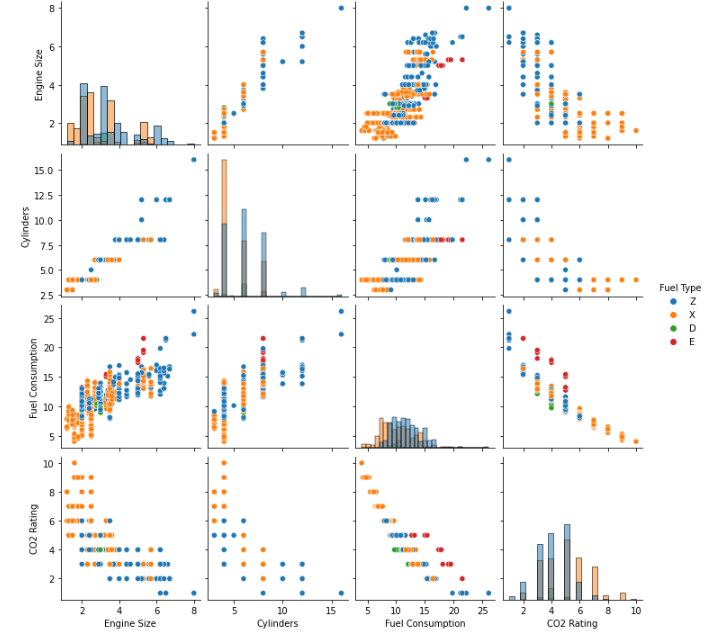 8
6
4
2
Engine Size
15.0
12.5
10.0
7.5
5.0
2.5
Cylinders
Fuel Type
Z
X
D
E
25
20
15
10
5
Fuel Consumption
10
8
6
4
2
CO2 Rating
2 4 6 8
5 10 15
5 10 15 20 25
2 4 6 8 10
Engine Size
Cylinders
Fuel Consumption
CO2 Rating